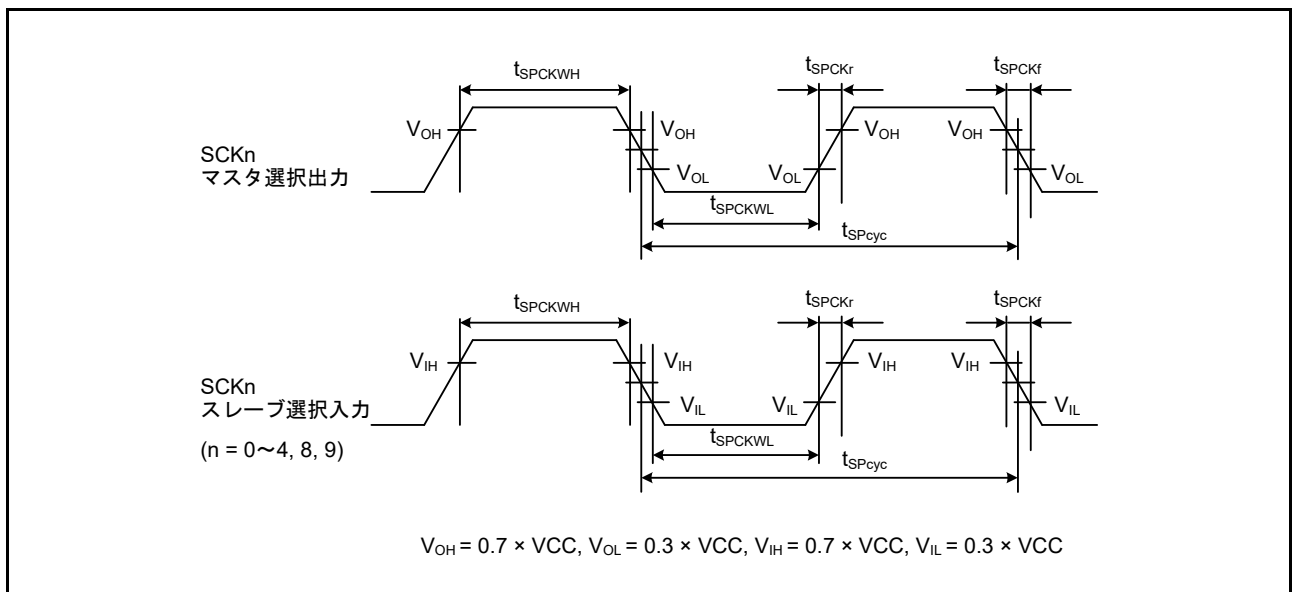 tSPCKWH tSPCKr tSPCKf
VOH VOH VOH VOH
SCKn
マスタ選択出力
VOL VOL VOL
tSPCKWL
tSPcyc
tSPCKWH tSPCKr tSPCKf
VIH VIH VIH VIH
SCKn
スレーブ選択入力
VIL VIL VIL
(n = 0～4, 8, 9)
tSPCKWL
tSPcyc
VOH = 0.7 × VCC, VOL = 0.3 × VCC, VIH = 0.7 × VCC, VIL = 0.3 × VCC